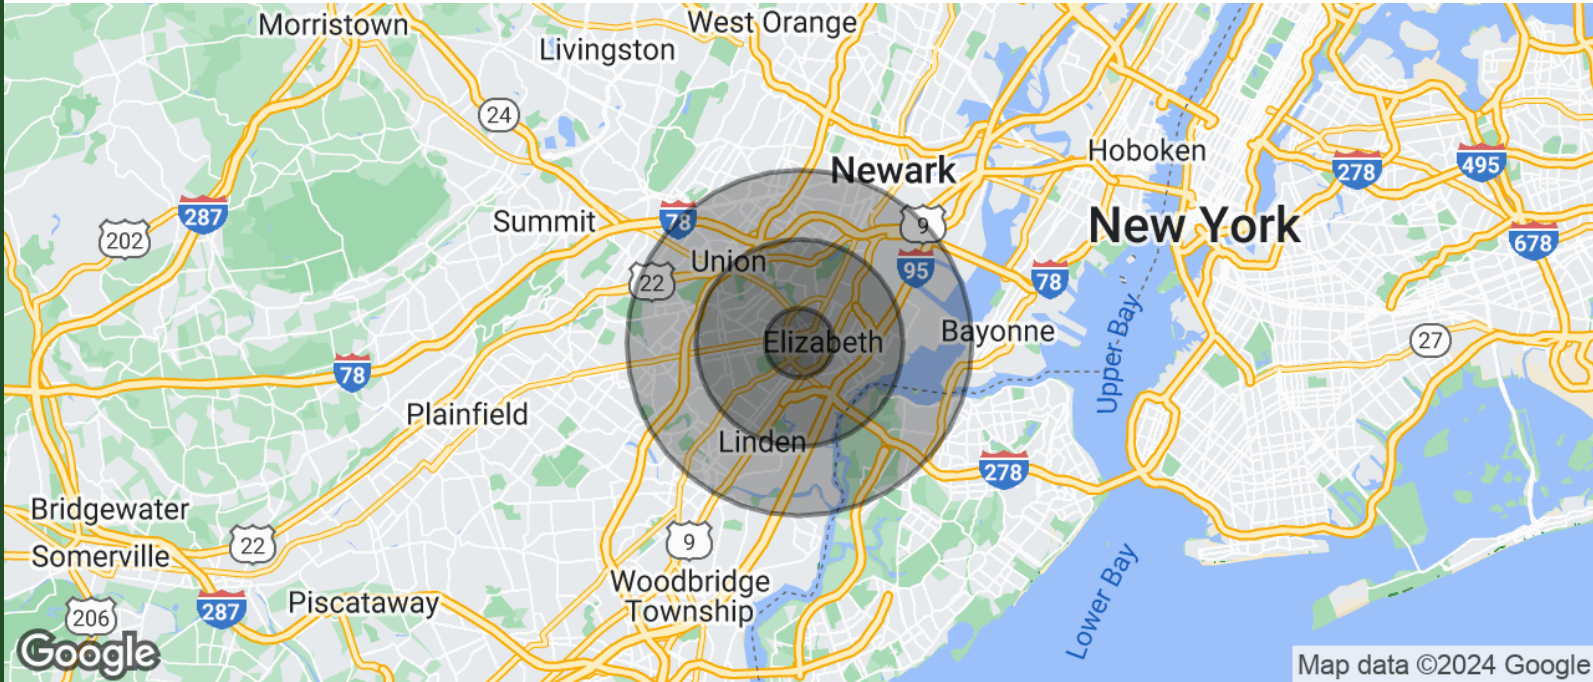 Morristown
West Orange
Livingston
24
Hoboken
Newark
278
495
287
202
Summit
78
9
New York
678
Union
22
95
78
Elizabeth
Bayonne
Upper Bay
27
78
Plainfield
Linden
278
Bridgewater
22
9
Somerville
Woodbridge
Township
Lower Bay
206
287
Piscataway
Google
Map data ©2024 Google